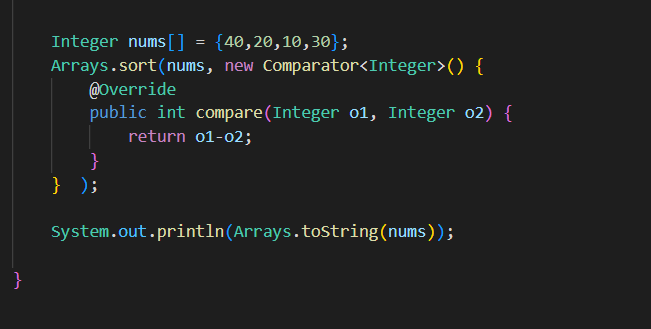 Integer nums[] = {40,20,10,30};
Arrays.sort(nums, new Comparator<Integer>() {
@Override
public int compare(Integer o1, Integer o2) {
return o1-o2;
}
}  );
System.out.println(Arrays.toString(nums));
}